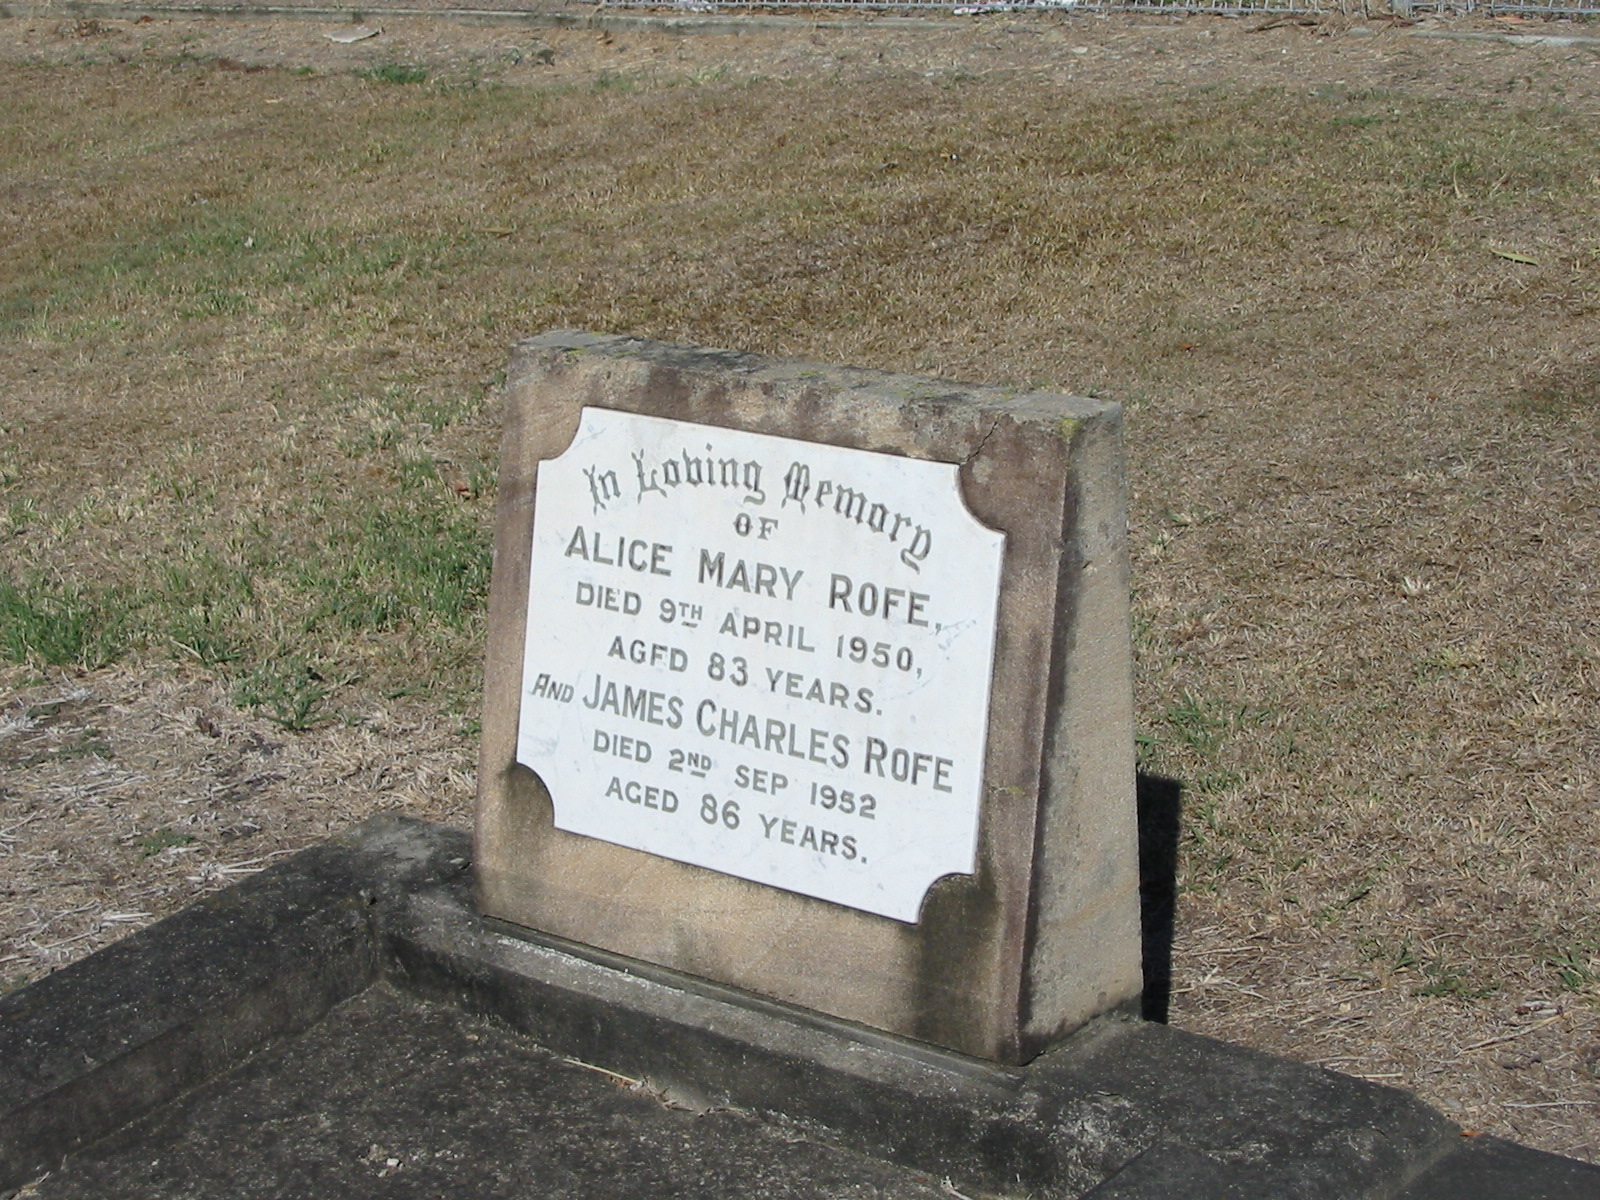 In Loving Memory
OF
ALICE MARY ROFE,
DIED 9TH APRIL 1950,
AGED 83 YEARS.
AND JAMES CHARLES ROFE
DIED 2ND SEP 1952
AGED 86 YEARS.